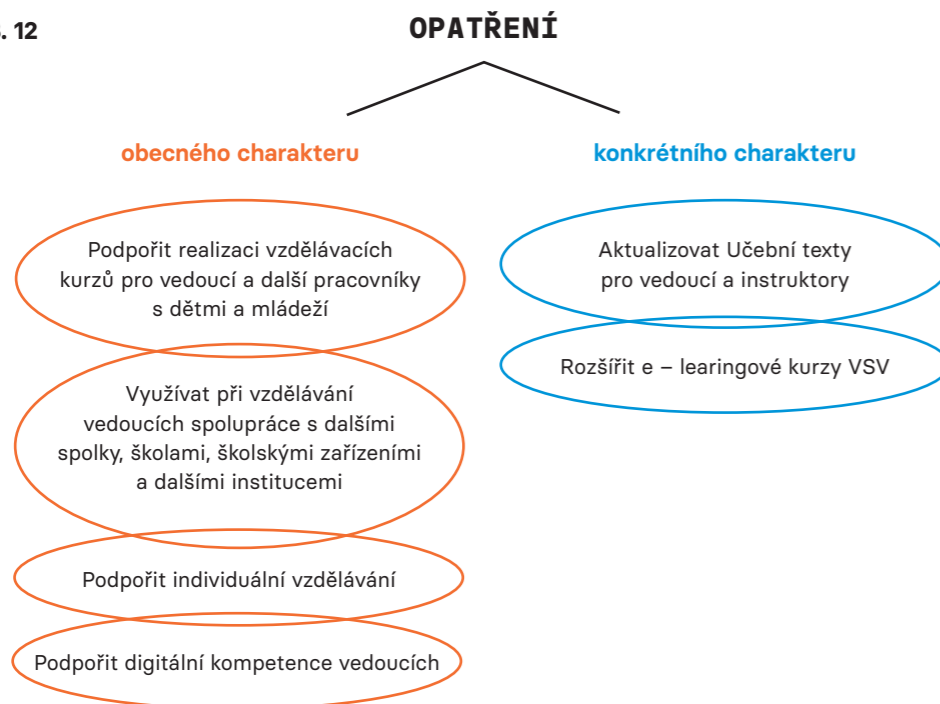 . 12
OPATŘENÍ
obecného charakteru
Podpořit realizaci vzdělávacích
kurzů pro vedoucí a další pracovníky
s dětmi a mládeží
Využívat při vzdělávání
vedoucích spolupráce s dalšími
spolky, školami, školskými zařízeními
a dalšími institucemi
Podpořit individuální vzdělávání
Podpořit digitální kompetence vedoucích
konkrétního charakteru
Aktualizovat Učební texty
pro vedoucí a instruktory
Rozšířit e – learingové kurzy VSV